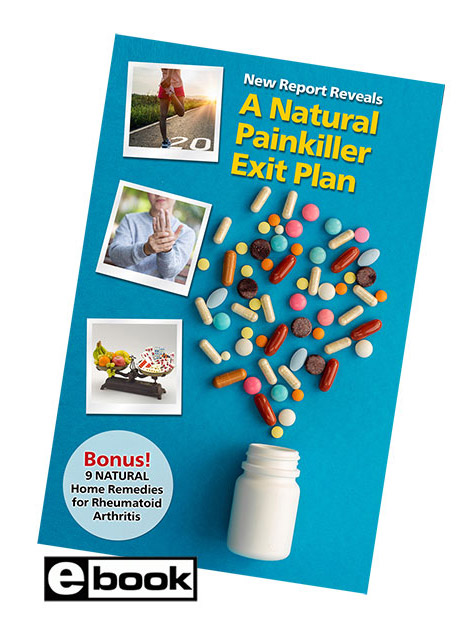 New Report Reveals
A Natural
Painkiller
Exit Plan
20
Bonus!
9 NATURAL
Home Remedies
for Rheumatoid
Arthritis
ebook